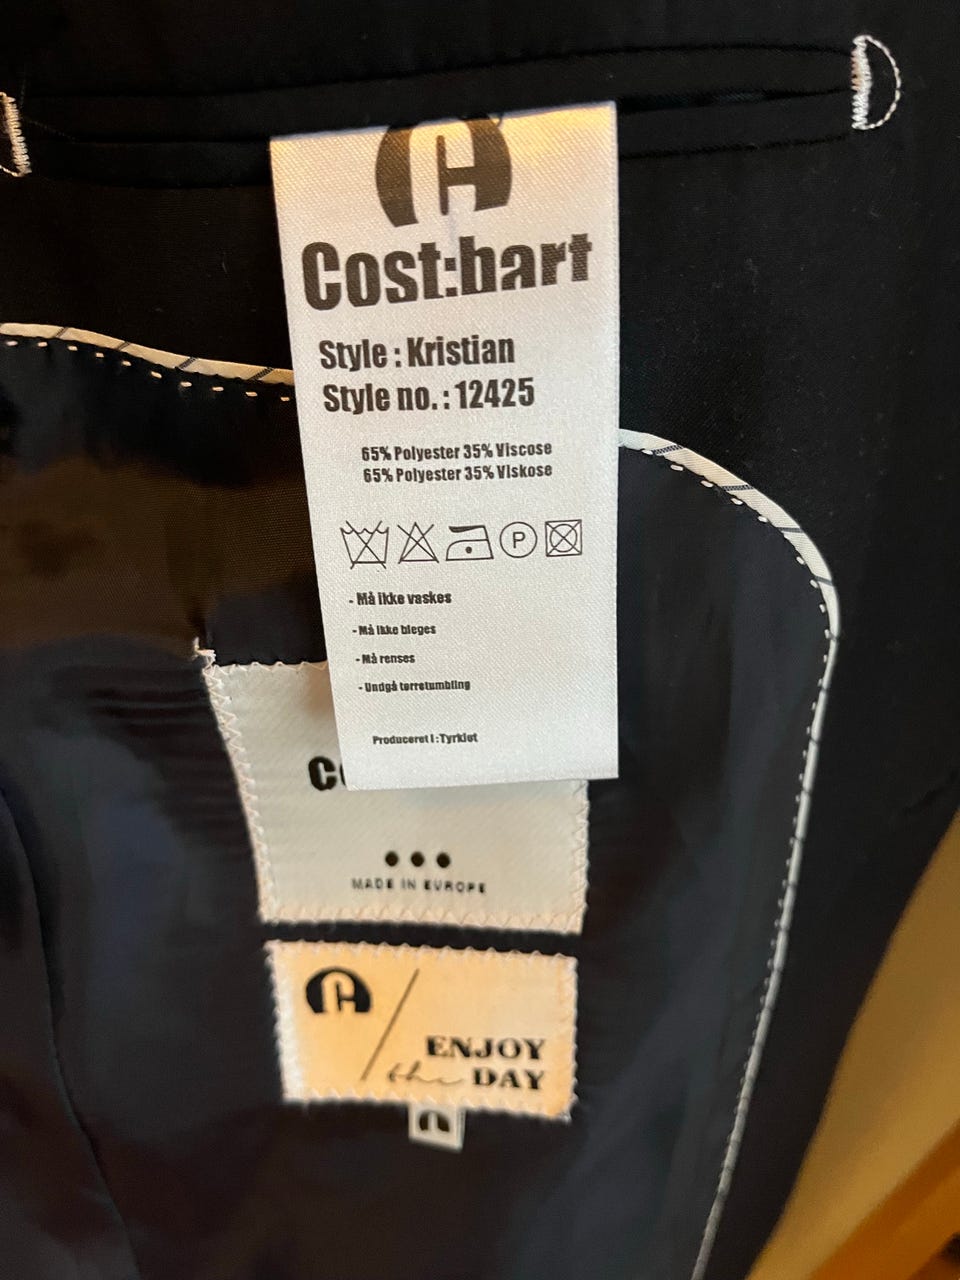 Cost:bart
Style : Kristian
Style no. : 12425
65% Polyester 35% Viscose
65% Polyester 35% Viskose
P
- Må ikke vaskes
- Må ikke bleges
- Må renses
- Undgå tørretumbling
Produceret i : Tyrkiet
MADE IN EUROPE
ENJOY
the DAY